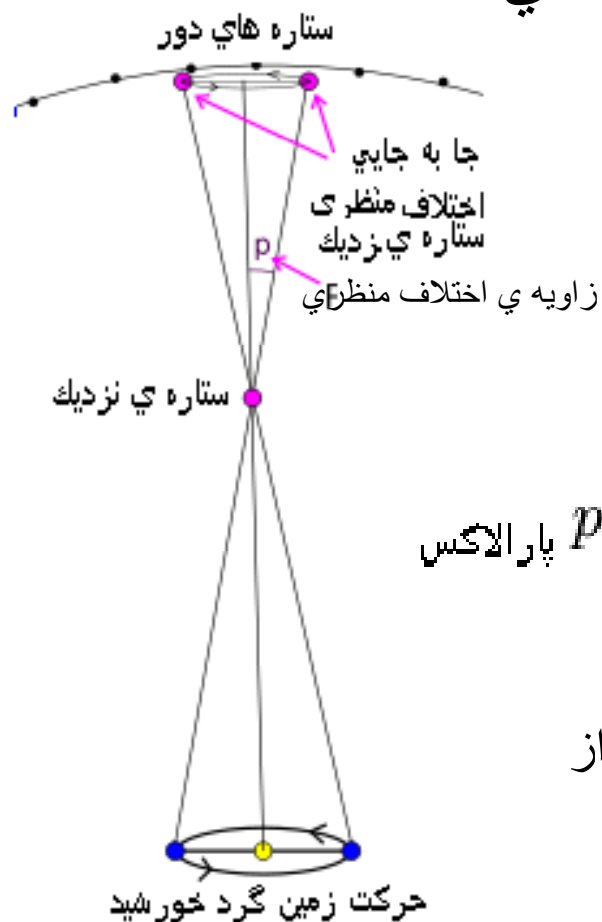 ستاره هاي دور
جا به جايي
اختلاف منظری
ستاره ي نزديك
p
زاويه ي اختلاف منظري
ستاره ي نزديك
پارالاكس p
از
حركت زمين گرد خورشيد